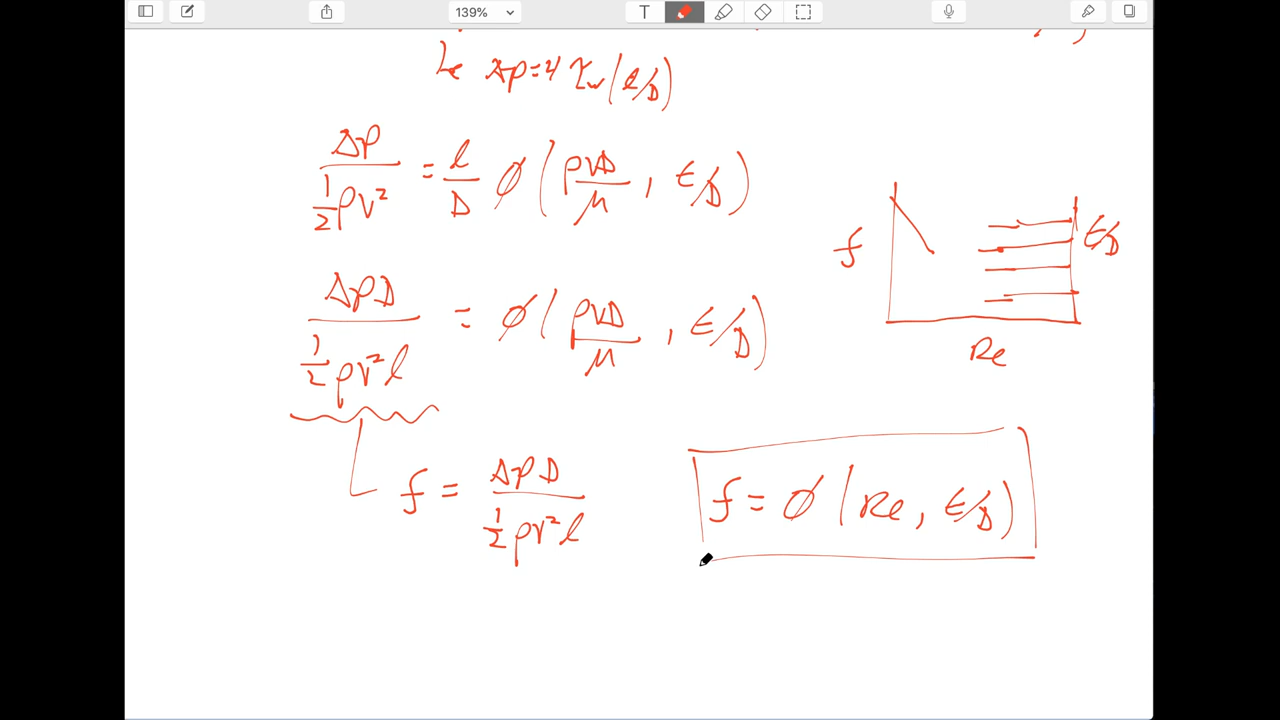 139%
T
Δp = 4 τw (ℓ/D)
Δp / ½ρV² = ℓ/D φ( ρVD/μ , ε/D )
f
ε/D
Re
ΔpD / ½ρV²ℓ = φ( ρVD/μ , ε/D )
f = ΔpD / ½ρV²ℓ
f = φ( Re, ε/D )